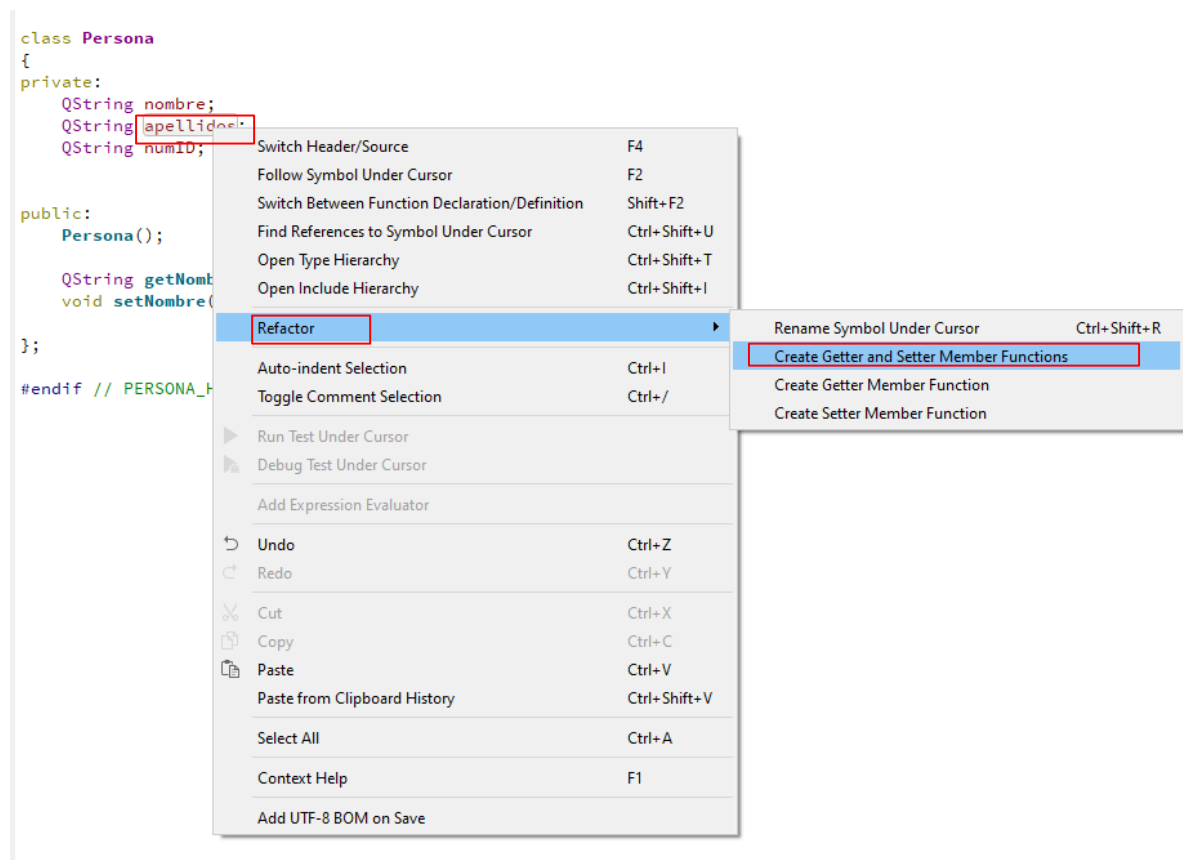 class Persona
{
private:
QString nombre;
QString apellidos;
QString numID;
public:
Persona();
QString getNomb
void setNombre(
};
#endif // PERSONA_H
Switch Header/Source F4
Follow Symbol Under Cursor F2
Switch Between Function Declaration/Definition Shift+F2
Find References to Symbol Under Cursor Ctrl+Shift+U
Open Type Hierarchy Ctrl+Shift+T
Open Include Hierarchy Ctrl+Shift+I
Refactor
Auto-indent Selection Ctrl+I
Toggle Comment Selection Ctrl+/
Run Test Under Cursor
Debug Test Under Cursor
Add Expression Evaluator
Undo Ctrl+Z
Redo Ctrl+Y
Cut Ctrl+X
Copy Ctrl+C
Paste Ctrl+V
Paste from Clipboard History Ctrl+Shift+V
Select All Ctrl+A
Context Help F1
Add UTF-8 BOM on Save
Rename Symbol Under Cursor Ctrl+Shift+R
Create Getter and Setter Member Functions
Create Getter Member Function
Create Setter Member Function